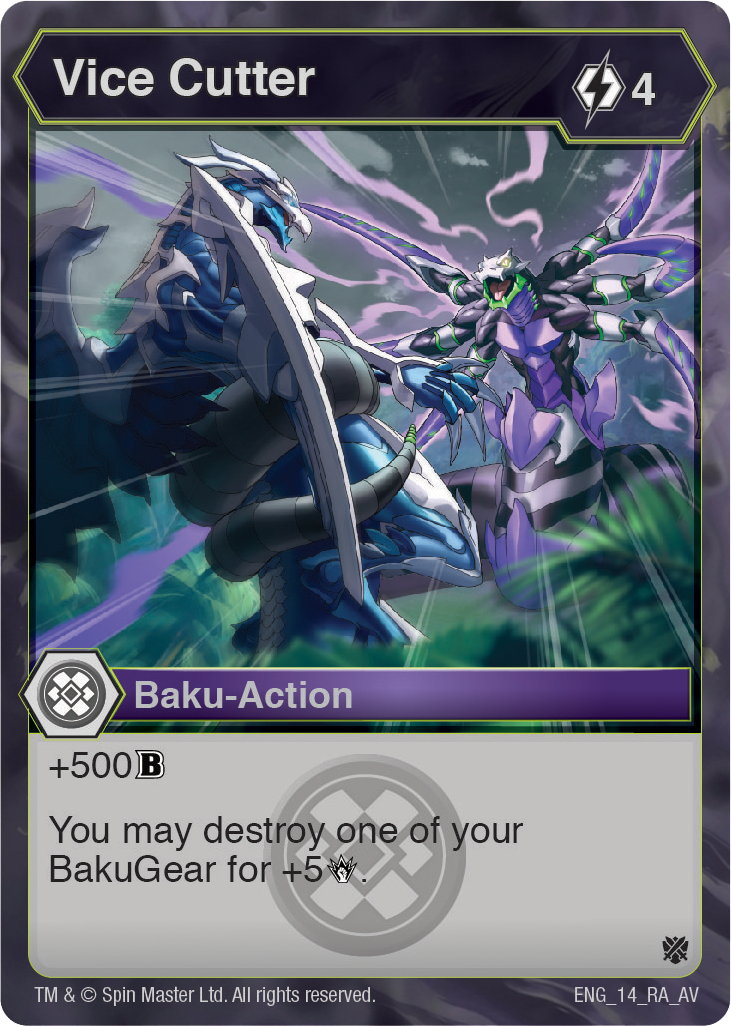 Vice Cutter
4
Baku-Action
+500B
You may destroy one of your
BakuGear for +5.
TM & © Spin Master Ltd. All rights reserved.
ENG_14_RA_AV